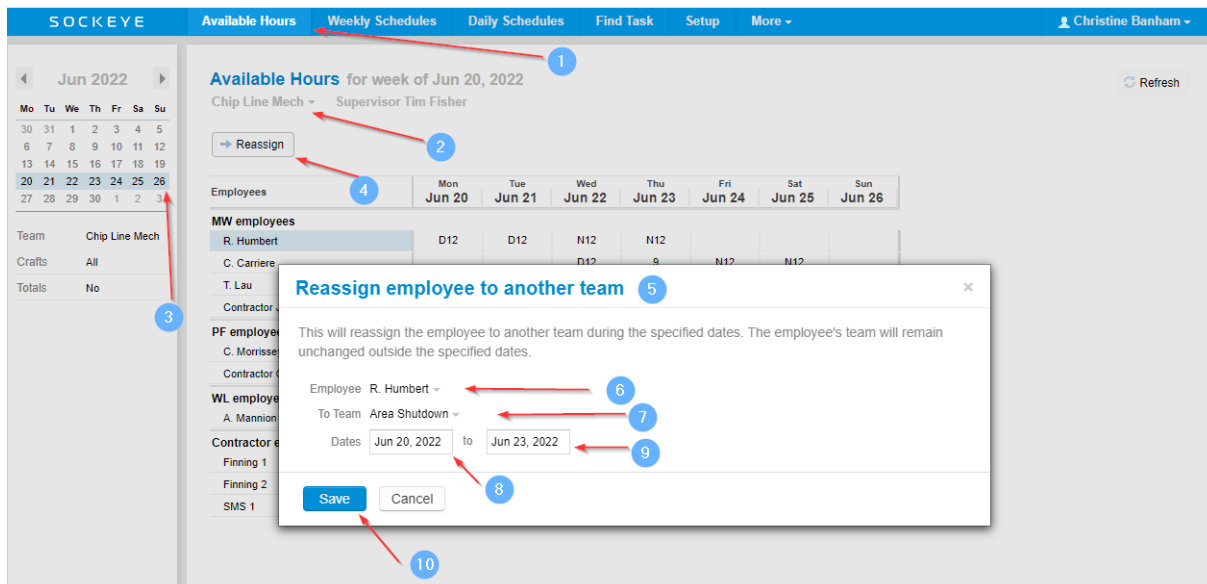 SOCKEYE Available Hours Weekly Schedules Daily Schedules Find Task Setup More Christine Banham
1
Jun 2022
Mo Tu We Th Fr Sa Su
30 31 1 2 3 4 5
6 7 8 9 10 11 12
13 14 15 16 17 18 19
20 21 22 23 24 25 26
27 28 29 30 1 2 3
Team Chip Line Mech
Crafts All
Totals No
3
Available Hours for week of Jun 20, 2022
Refresh
Chip Line Mech Supervisor Tim Fisher
2
Reassign
4
Employees Mon Tue Wed Thu Fri Sat Sun
Jun 20 Jun 21 Jun 22 Jun 23 Jun 24 Jun 25 Jun 26
MW employees
R. Humbert D12 D12 N12 N12
C. Carriere D12 9 N12 N12
T. Lau
Contractor
PF
C.
Contractor
WL
A. Mannion
Contractor
Finning 1
Finning 2
SMS 1
Reassign employee to another team 5 ×
This will reassign the employee to another team during the specified dates. The employee's team will remain
unchanged outside the specified dates.
Employee R. Humbert 6
To Team Area Shutdown 7
Dates Jun 20, 2022 to Jun 23, 2022
9
8
Save Cancel
10